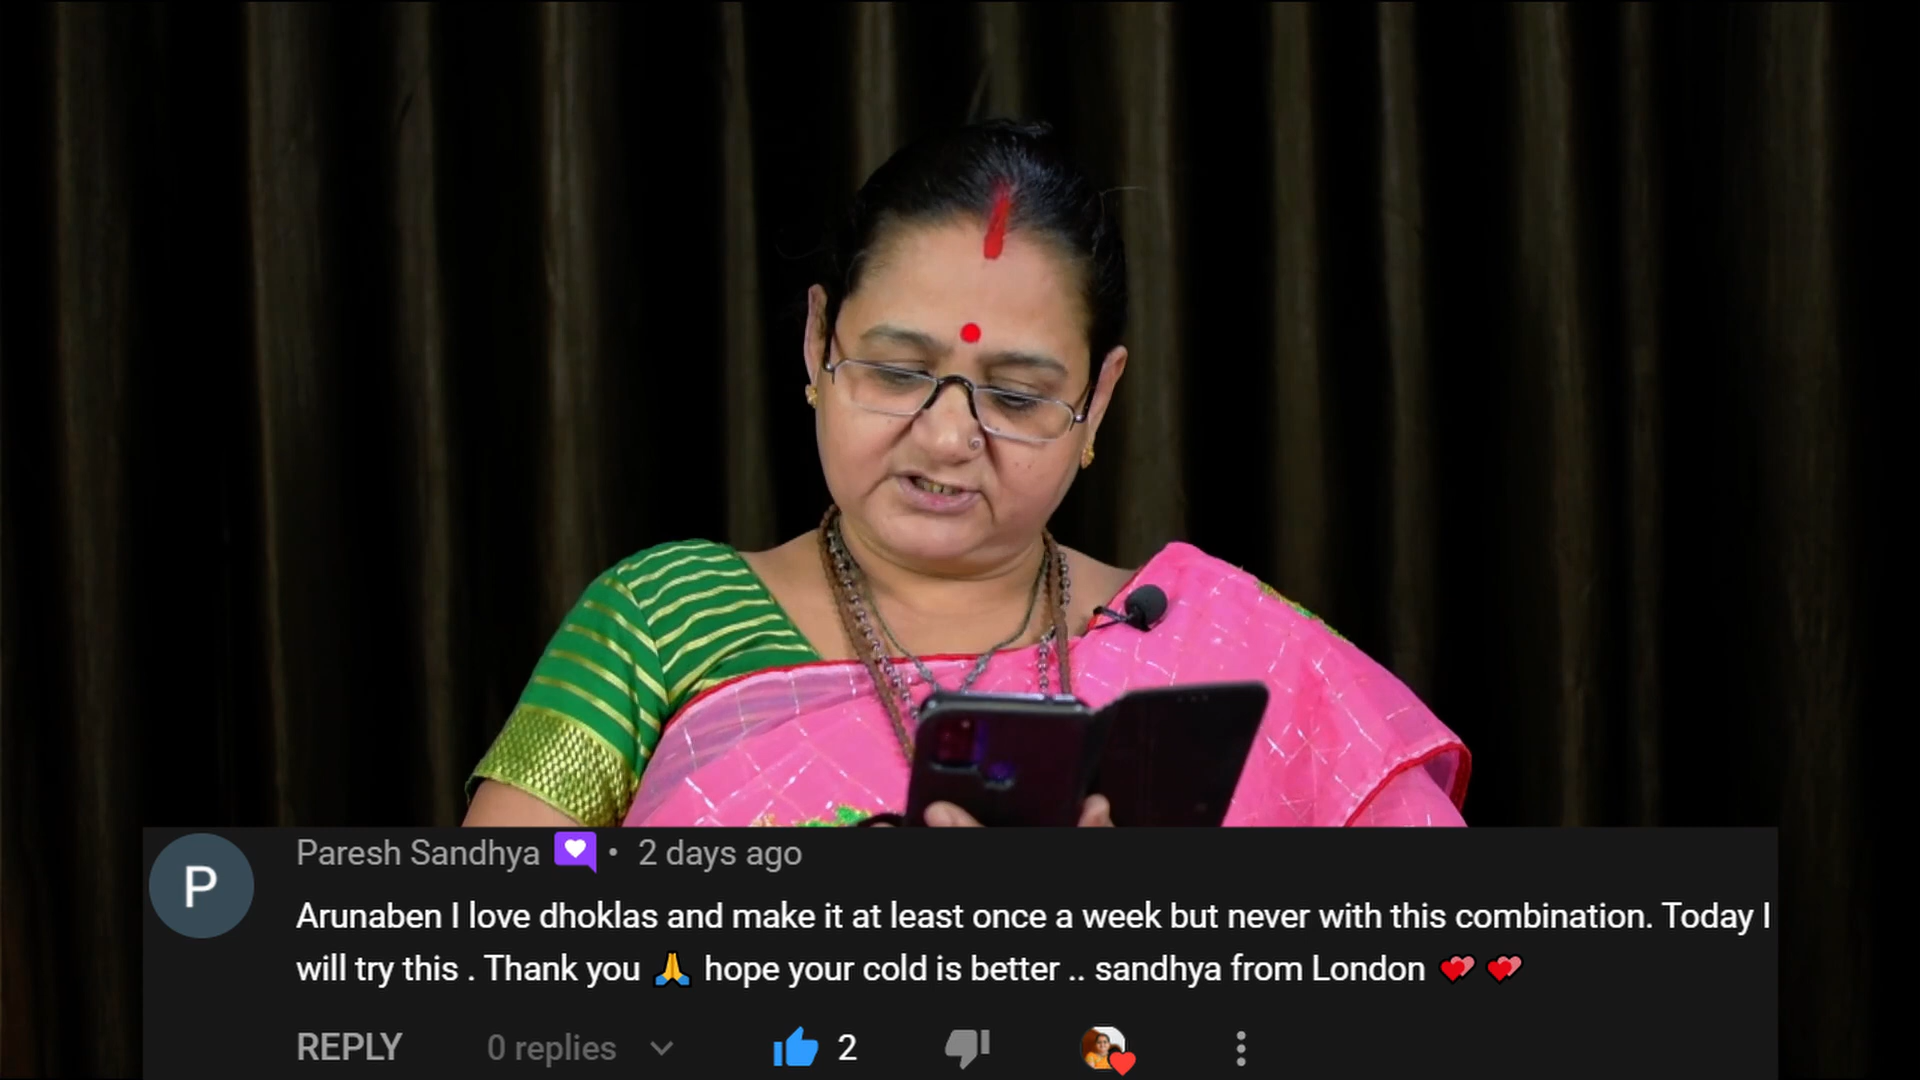 P
Paresh Sandhya • 2 days ago
Arunaben I love dhoklas and make it at least once a week but never with this combination. Today I
will try this . Thank you 🙏 hope your cold is better .. sandhya from London 💕 💕
REPLY 0 replies 2